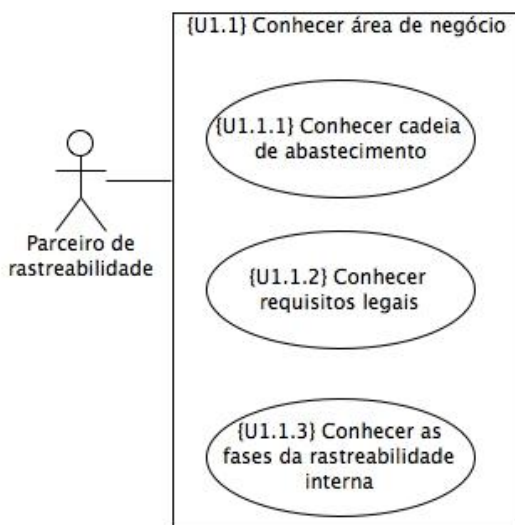 {U1.1} Conhecer área de negócio
{U1.1.1} Conhecer cadeia
de abastecimento
Parceiro de
rastreabilidade
{U1.1.2} Conhecer
requisitos legais
{U1.1.3} Conhecer as
fases da rastreabilidade
interna